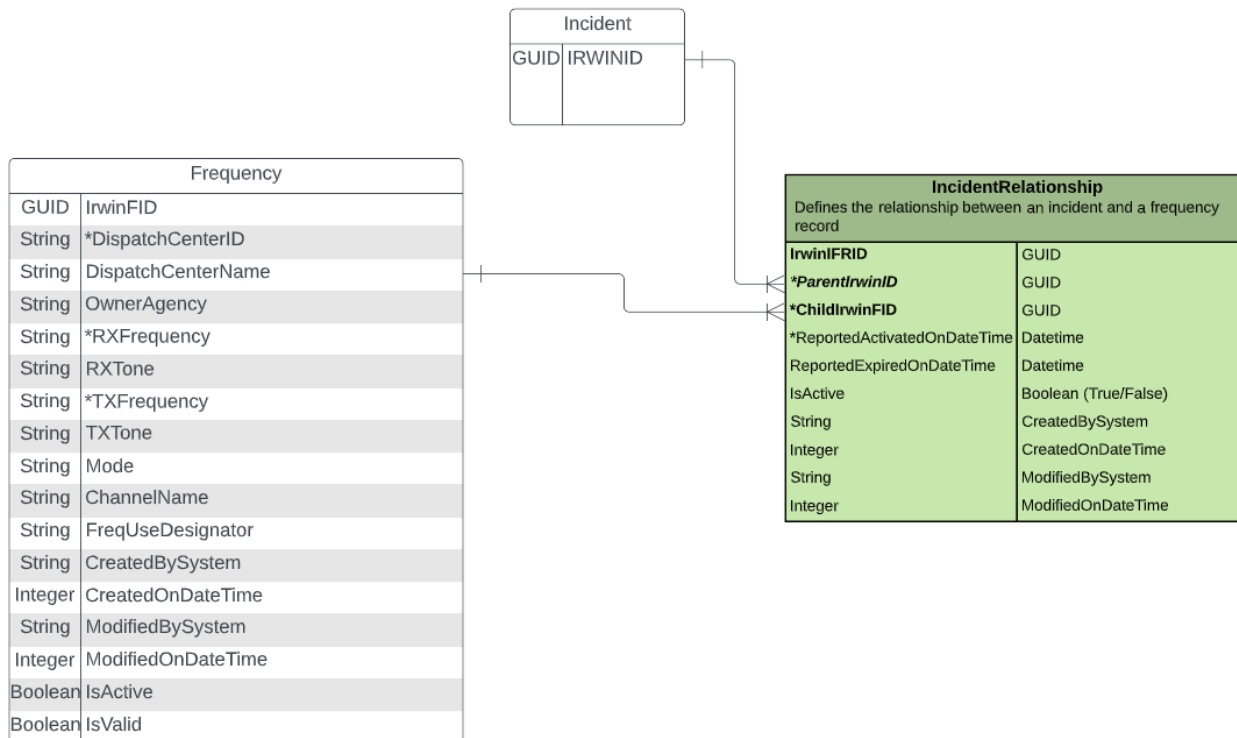 Incident
GUID IRWINID
Frequency
GUID IrwinFID
String *DispatchCenterID
String DispatchCenterName
String OwnerAgency
String *RXFrequency
String RXTone
String *TXFrequency
String TXTone
String Mode
String ChannelName
String FreqUseDesignator
String CreatedBySystem
Integer CreatedOnDateTime
String ModifiedBySystem
Integer ModifiedOnDateTime
Boolean IsActive
Boolean IsValid
IncidentRelationship
Defines the relationship between an incident and a frequency
record
IrwinIFRID GUID
*ParentIrwinID GUID
*ChildIrwinFID GUID
*ReportedActivatedOnDateTime Datetime
ReportedExpiredOnDateTime Datetime
IsActive Boolean (True/False)
String CreatedBySystem
Integer CreatedOnDateTime
String ModifiedBySystem
Integer ModifiedOnDateTime